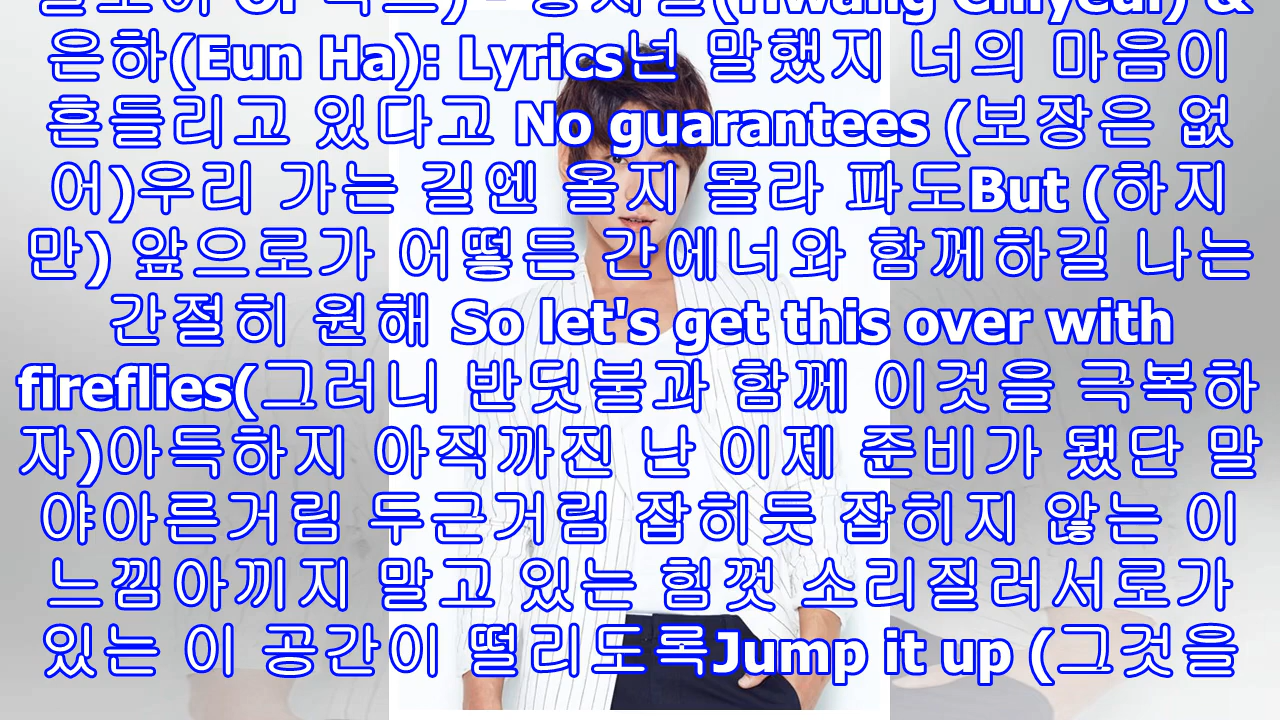 (Hwang Chiyeul) &
은하(Eun Ha): Lyrics넌 말했지 너의 마음이
흔들리고 있다고 No guarantees (보장은 없
어)우리 가는 길엔 올지 몰라 파도But (하지
만) 앞으로가 어떻든 간에너와 함께하길 나는
간절히 원해 So let's get this over with
fireflies(그러니 반딧불과 함께 이것을 극복하
자)아득하지 아직까진 난 이제 준비가 됐단 말
야아른거림 두근거림 잡히듯 잡히지 않는 이
느낌아끼지 말고 있는 힘껏 소리질러서로가
있는 이 공간이 떨리도록Jump it up (그것을